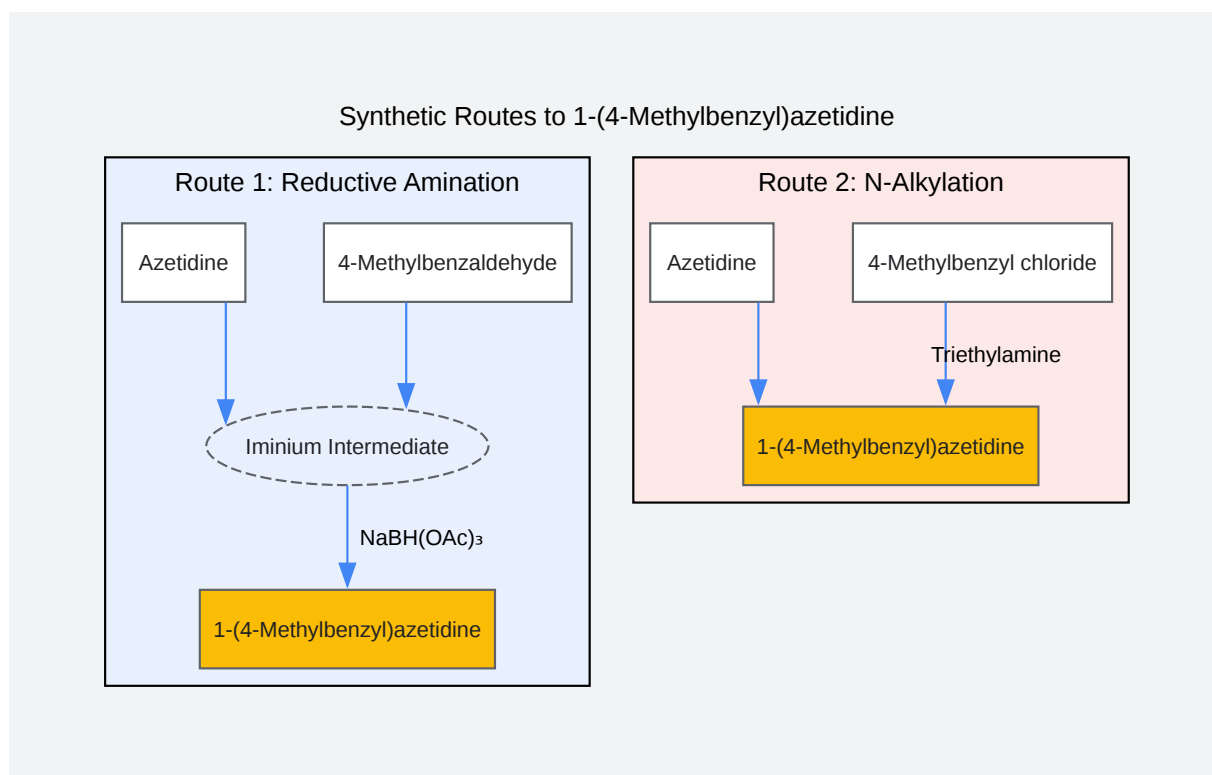 Synthetic Routes to 1-(4-Methylbenzyl)azetidine
Route 1: Reductive Amination
Azetidine
4-Methylbenzaldehyde
Iminium Intermediate
NaBH(OAc)₃
1-(4-Methylbenzyl)azetidine
Route 2: N-Alkylation
Azetidine
4-Methylbenzyl chloride
Triethylamine
1-(4-Methylbenzyl)azetidine